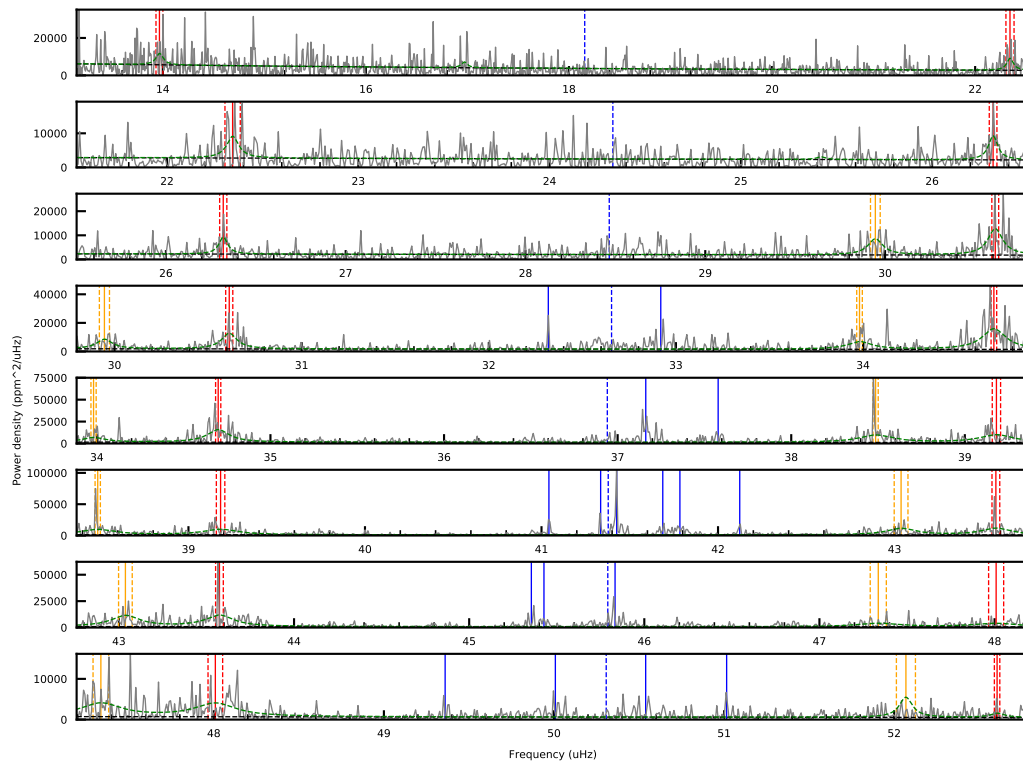 20000
0
14 16 18 20 22
10000
0
22 23 24 25 26
20000
10000
0
26 27 28 29 30
40000
20000
0
30 31 32 33 34
75000
50000
25000
0
34 35 36 37 38 39
Power density (ppm^2/uHz)
100000
50000
0
39 40 41 42 43
50000
25000
0
43 44 45 46 47 48
10000
0
48 49 50 51 52
Frequency (uHz)